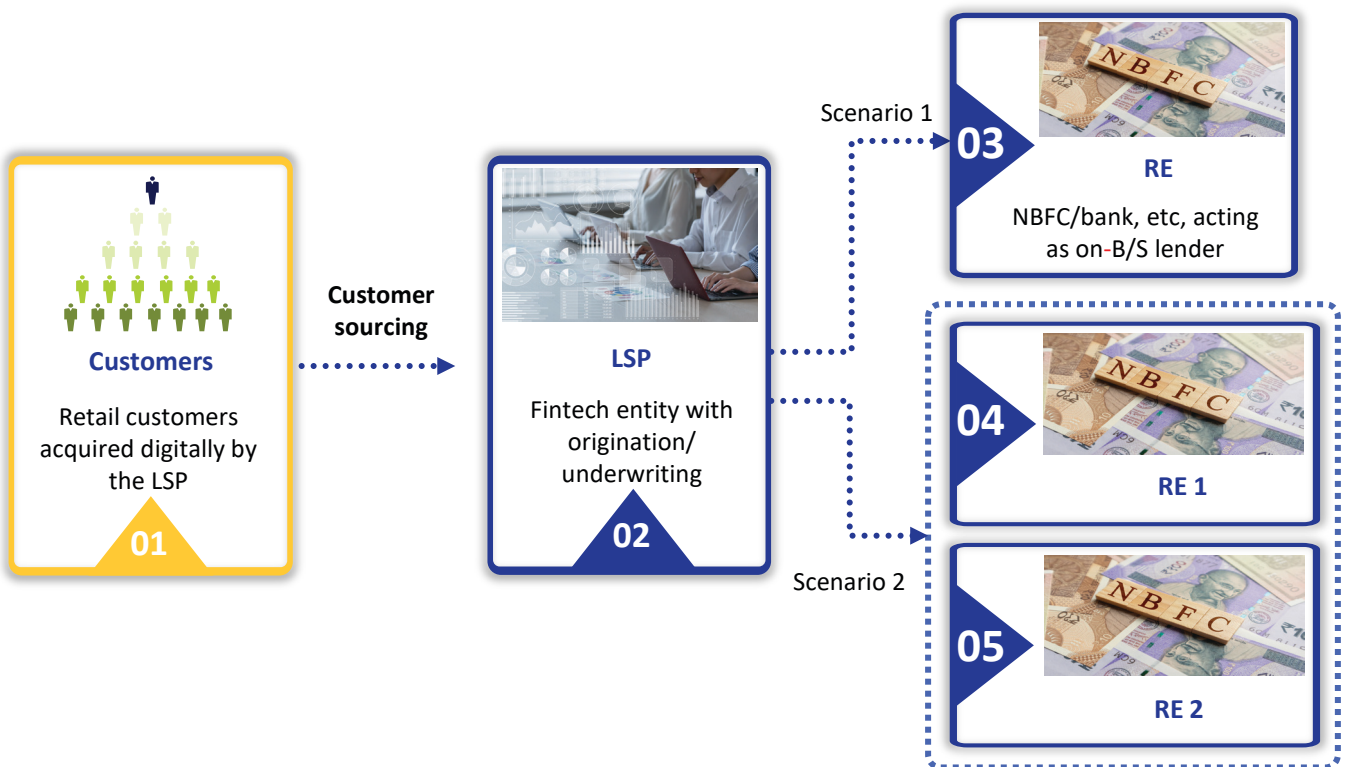 Customers
Retail customers
acquired digitally by
the LSP
01
Customer
sourcing
LSP
Fintech entity with
origination/
underwriting
02
Scenario 1
03
NBFC
RE
NBFC/bank, etc, acting
as on-B/S lender
Scenario 2
04
NBFC
RE 1
05
NBFC
RE 2